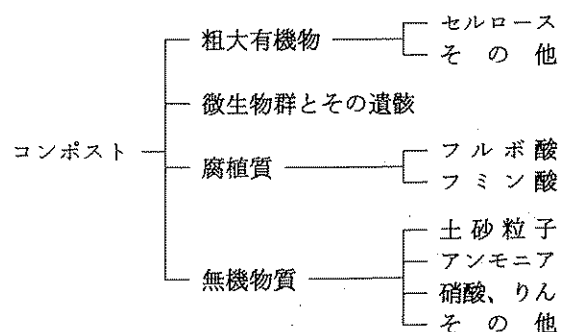 セルロース
粗大有機物
その他
微生物群とその遺骸
コンポスト
フルボ酸
腐植質
フミン酸
土砂粒子
アンモニア
無機物質
硝酸、りん
その他